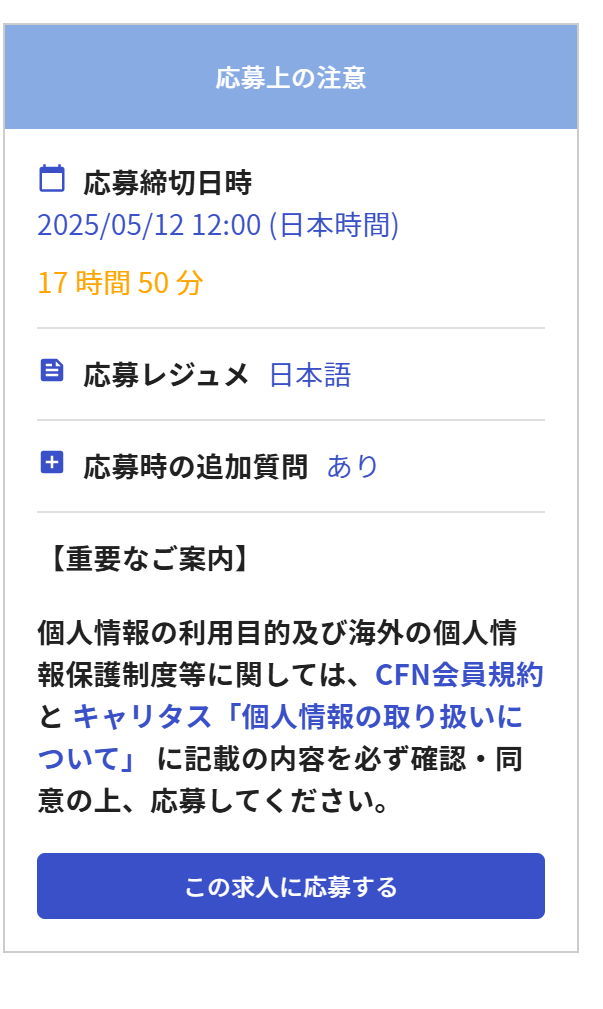 応募上の注意
応募締切日時
2025/05/12 12:00 (日本時間)
17 時間 50 分
応募レジュメ 日本語
応募時の追加質問 あり
【重要なご案内】
個人情報の利用目的及び海外の個人情
報保護制度等に関しては、CFN会員規約
と キャリタス「個人情報の取り扱いに
ついて」 に記載の内容を必ず確認・同
意の上、応募してください。
この求人に応募する